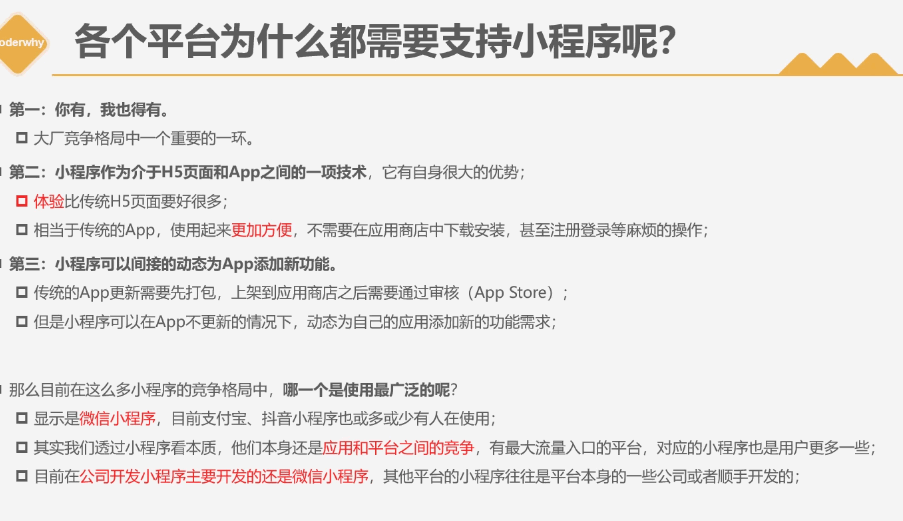 oderwhy
各个平台为什么都需要支持小程序呢？
第一：你有，我也得有。
大厂竞争格局中一个重要的一环。
第二：小程序作为介于H5页面和App之间的一项技术，它有自身很大的优势；
体验比传统H5页面要好很多；
相当于传统的App，使用起来更加方便，不需要在应用商店中下载安装，甚至注册登录等麻烦的操作；
第三：小程序可以间接的动态为App添加新功能。
传统的App更新需要先打包，上架到应用商店之后需要通过审核（App Store）；
但是小程序可以在App不更新的情况下，动态为自己的应用添加新的功能需求；
那么目前在这么多小程序的竞争格局中，哪一个是使用最广泛的呢？
显示是微信小程序，目前支付宝、抖音小程序也或多或少有人在使用；
其实我们透过小程序看本质，他们本身还是应用和平台之间的竞争，有最大流量入口的平台，对应的小程序也是用户更多一些；
目前在公司开发小程序主要开发的还是微信小程序，其他平台的小程序往往是平台本身的一些公司或者顺手开发的；